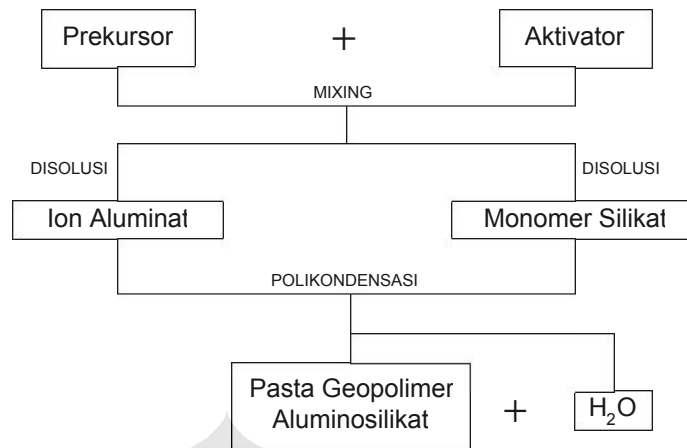 Prekursor + Aktivator
MIXING
DISOLUSI DISOLUSI
Ion Aluminat Monomer Silikat
POLIKONDENSASI
Pasta Geopolimer
Aluminosilikat + H₂O